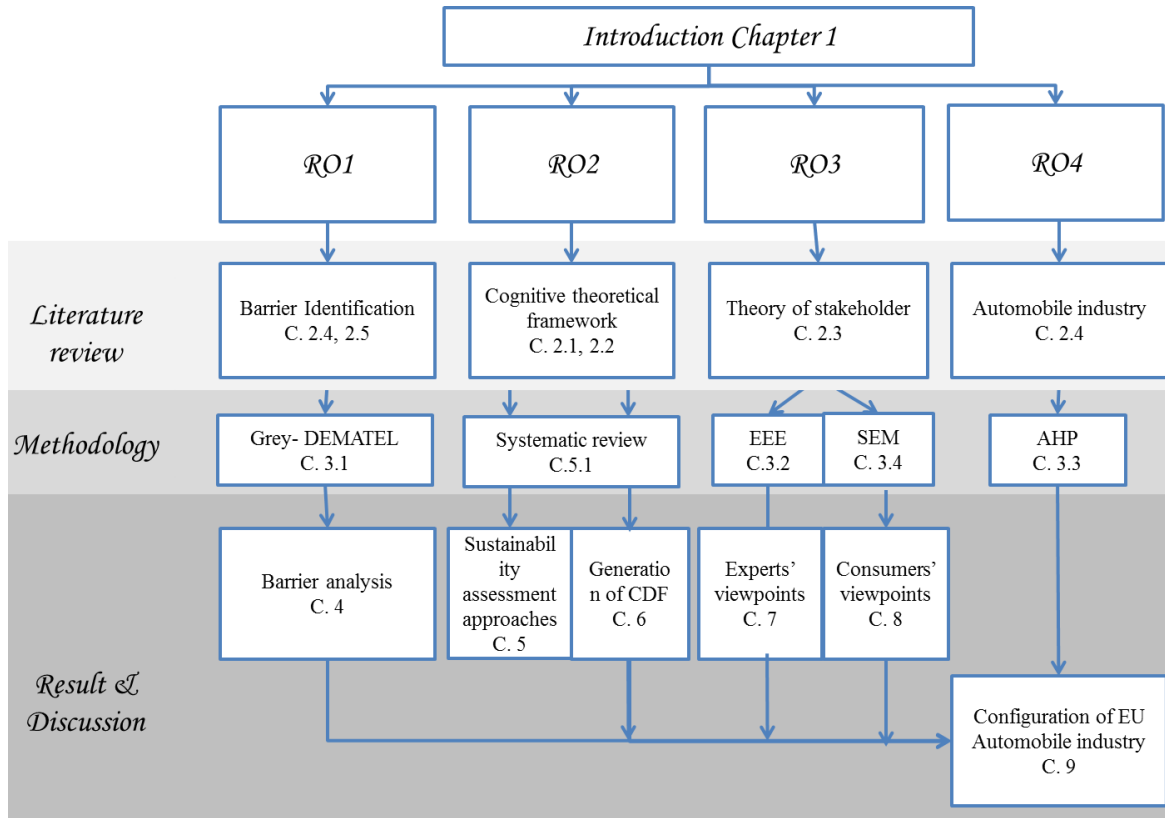 Introduction Chapter 1
RO1
RO2
RO3
RO4
Literature
review
Barrier Identification
C. 2.4, 2.5
Cognitive theoretical
framework
C. 2.1, 2.2
Theory of stakeholder
C. 2.3
Automobile industry
C. 2.4
Methodology
Grey- DEMATEL
C. 3.1
Systematic review
C.5.1
EEE
C.3.2
SEM
C. 3.4
AHP
C. 3.3
Result &
Discussion
Barrier analysis
C. 4
Sustainab
ility
assessment
approaches
C. 5
Generatio
n of CDF
C. 6
Experts’
viewpoints
C. 7
Consumers’
viewpoints
C. 8
Configuration of EU
Automobile industry
C. 9